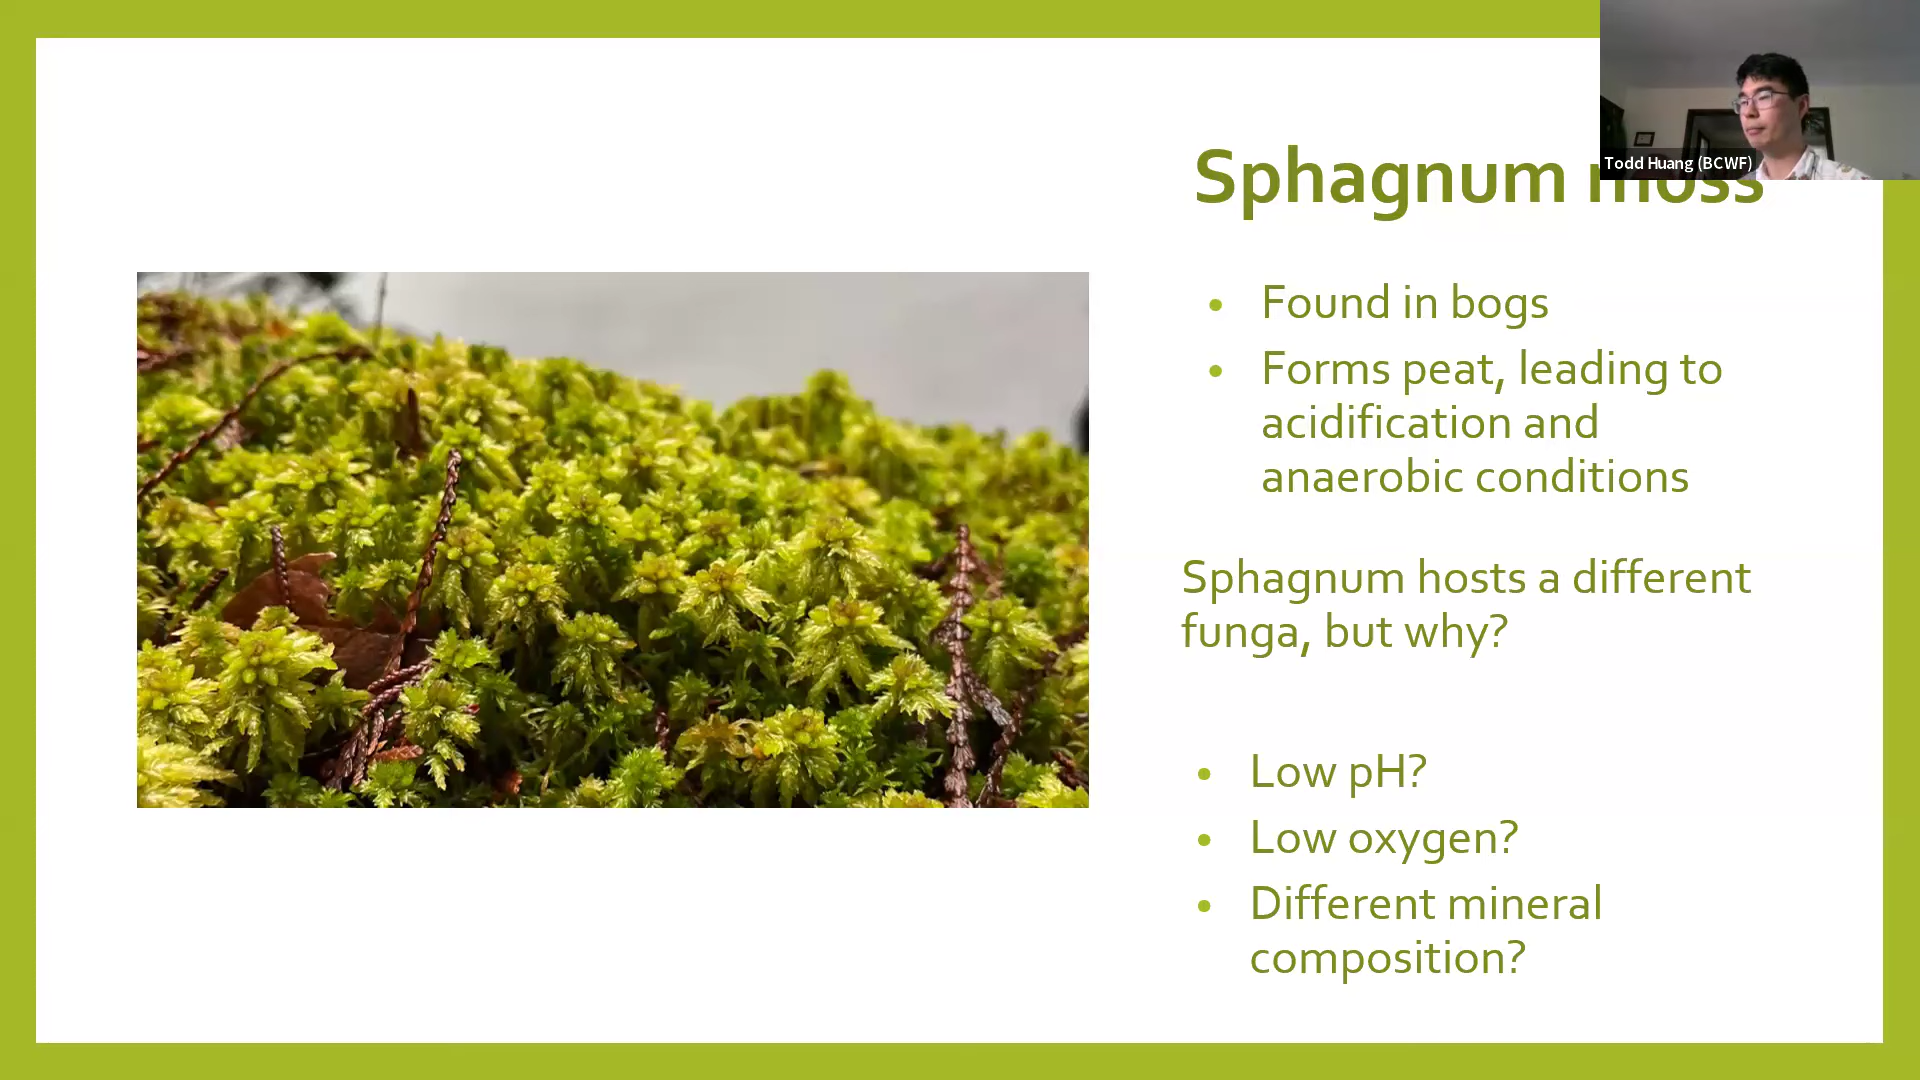 Todd Huang (BCWF)
Sphagnum moss
Found in bogs
Forms peat, leading to
acidification and
anaerobic conditions
Sphagnum hosts a different
funga, but why?
Low pH?
Low oxygen?
Different mineral
composition?